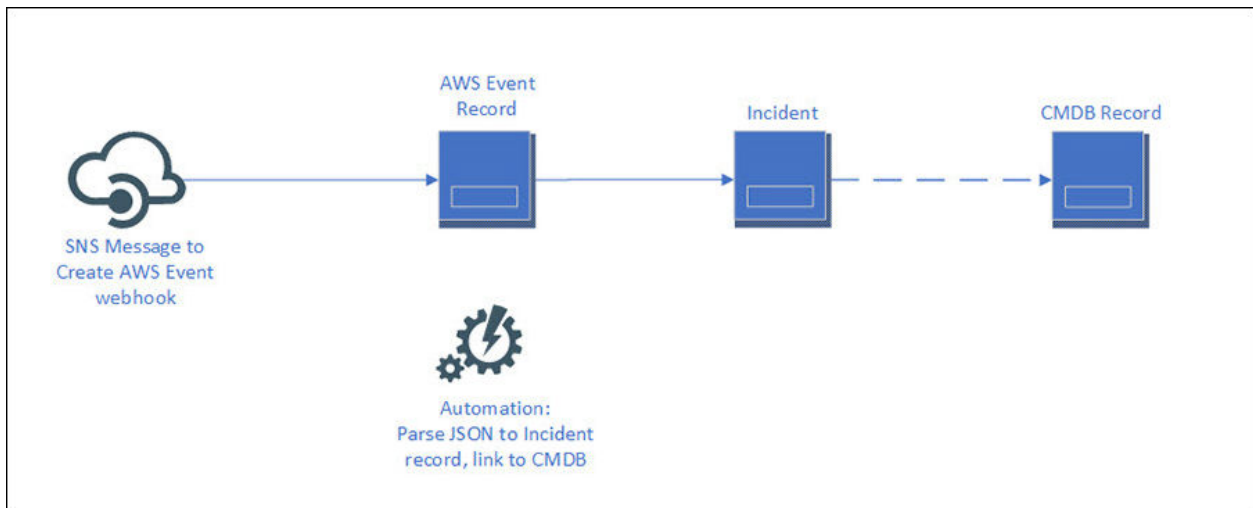 AWS Event
Record
Incident
CMDB Record
SNS Message to
Create AWS Event
webhook
Automation:
Parse JSON to Incident
record, link to CMDB